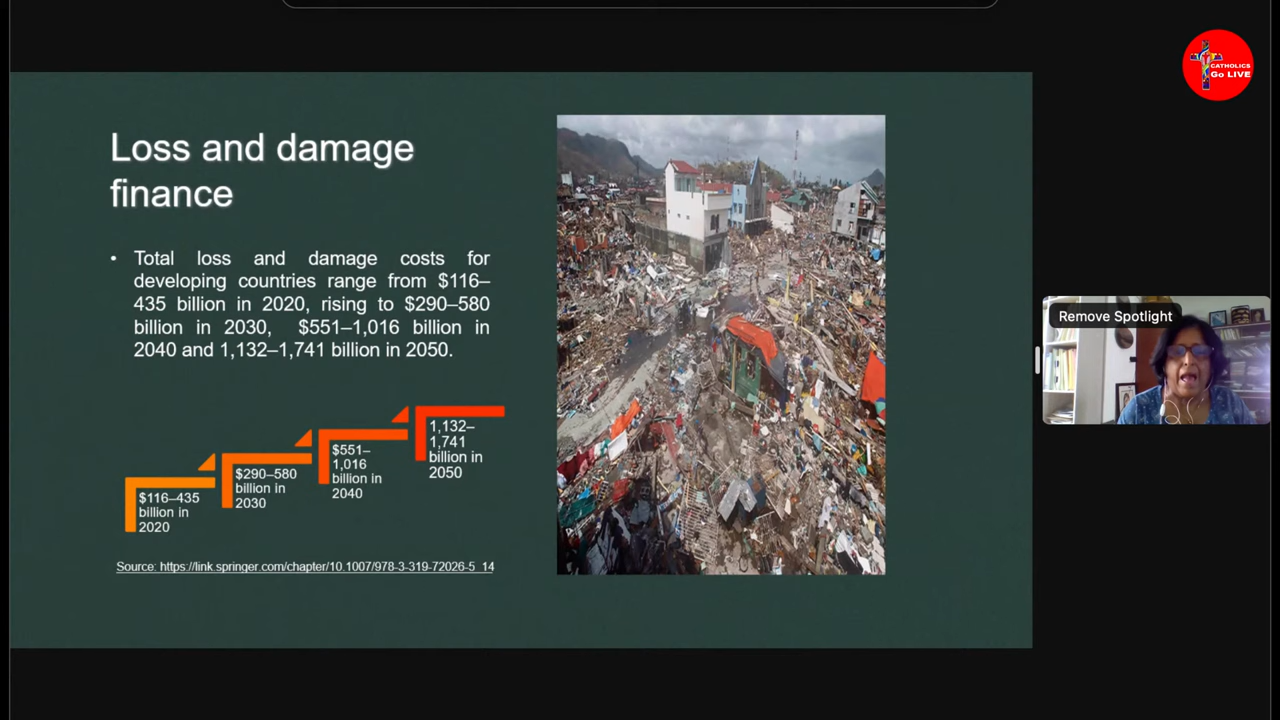 CATHOLICS
Go LIVE
Loss and damage
finance
• Total loss and damage costs for
developing countries range from $116–
435 billion in 2020, rising to $290–580
billion in 2030, $551–1,016 billion in
2040 and 1,132–1,741 billion in 2050.
$116–435
billion in
2020
$290–580
billion in
2030
$551–
1,016
billion in
2040
1,132–
1,741
billion in
2050
Source: https://link.springer.com/chapter/10.1007/978-3-319-72026-5_14
Remove Spotlight